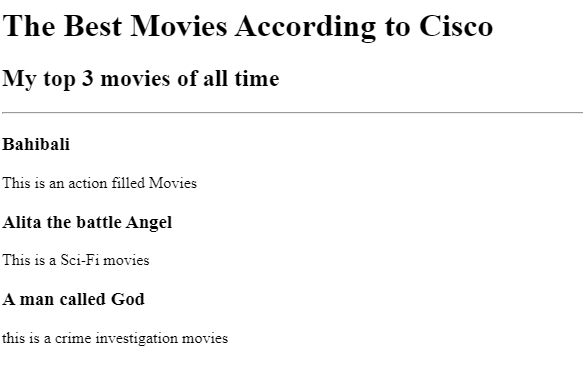 The Best Movies According to Cisco
My top 3 movies of all time
Bahibali
This is an action filled Movies
Alita the battle Angel
This is a Sci-Fi movies
A man called God
this is a crime investigation movies